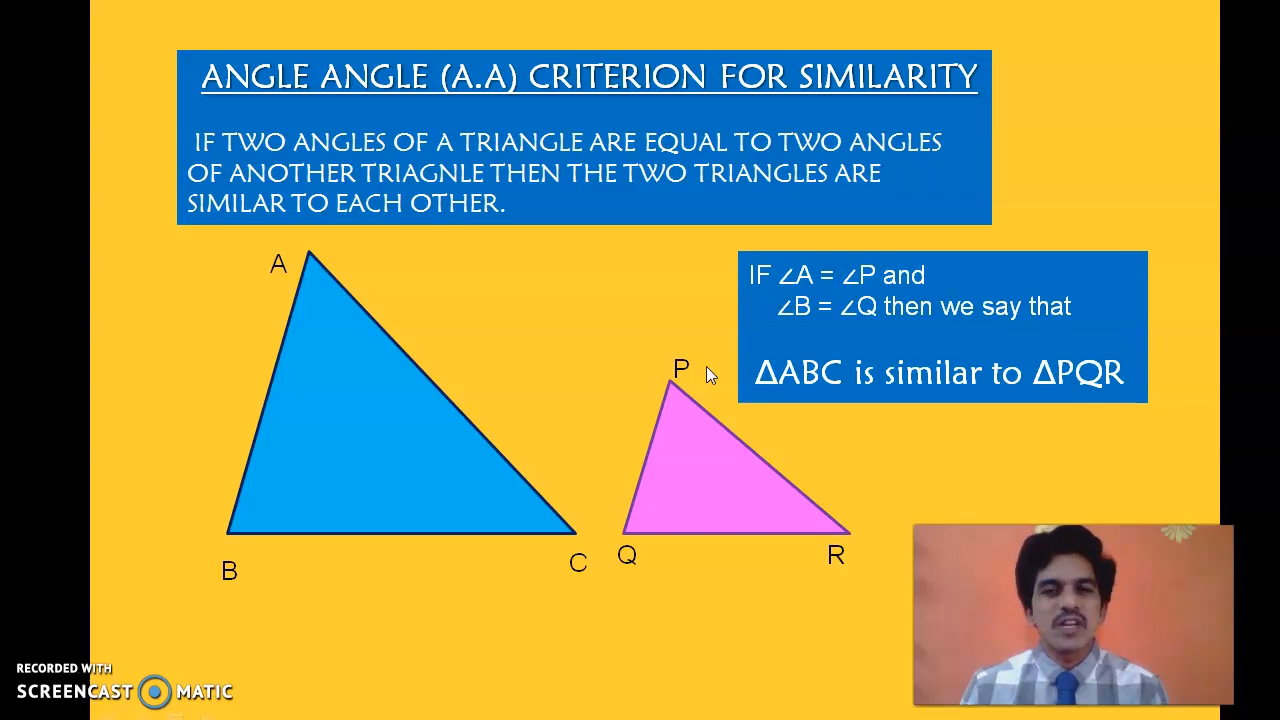 ANGLE ANGLE (A.A) CRITERION FOR SIMILARITY
IF TWO ANGLES OF A TRIANGLE ARE EQUAL TO TWO ANGLES
OF ANOTHER TRIAGNLE THEN THE TWO TRIANGLES ARE
SIMILAR TO EACH OTHER.
A
IF ∠A = ∠P and
∠B = ∠Q then we say that
ΔABC is similar to ΔPQR
P
B
C
Q
R
RECORDED WITH
SCREENCAST MATIC